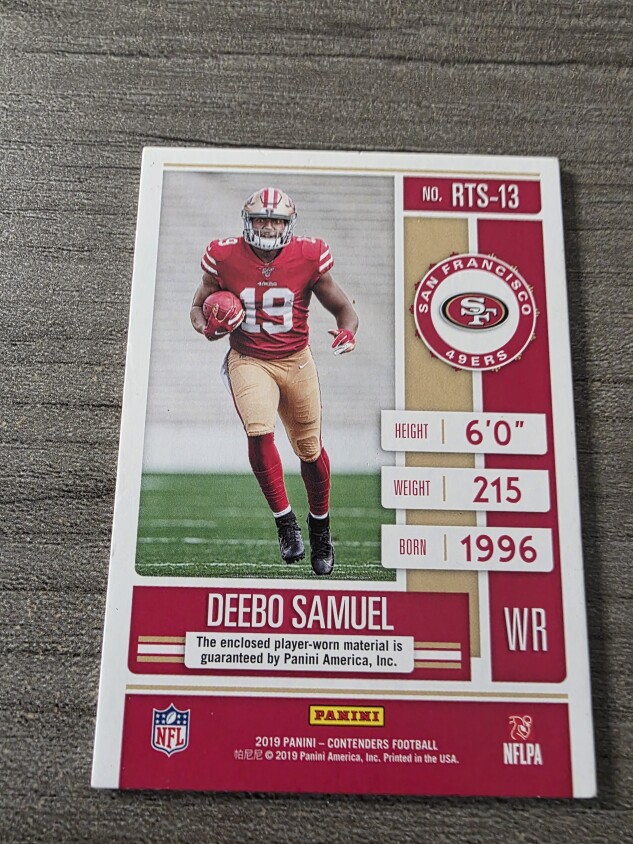 NO. RTS-13
SAN FRANCISCO
SF
49ERS
19
19
HEIGHT 6'0"
WEIGHT 215
BORN 1996
DEEBO SAMUEL
WR
The enclosed player-worn material is
guaranteed by Panini America, Inc.
NFL
PANINI
NFLPA
2019 PANINI – CONTENDERS FOOTBALL
帕尼尼 © 2019 Panini America, Inc. Printed in the USA.